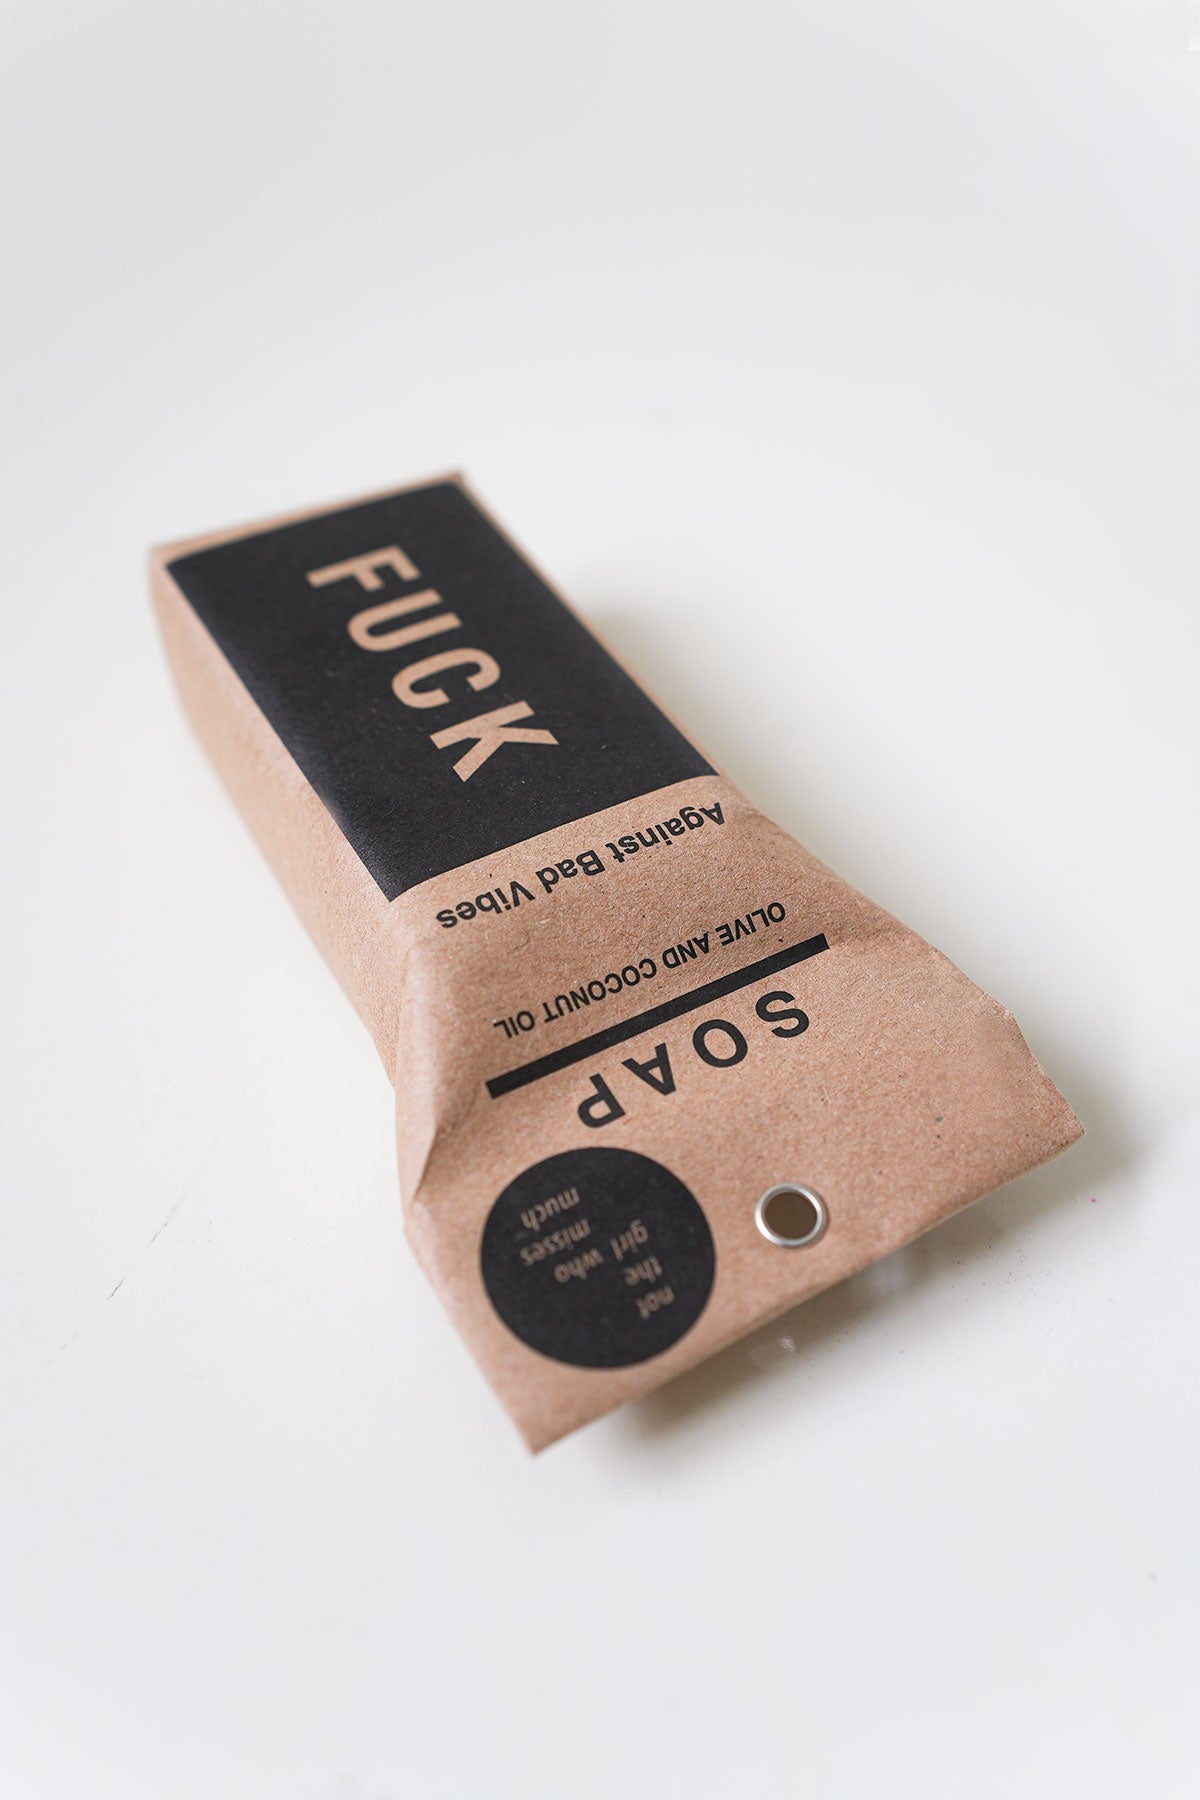 not
the
girl who
misses
much
SOAP
OLIVE AND COCONUT OIL
Against Bad Vibes
FUCK